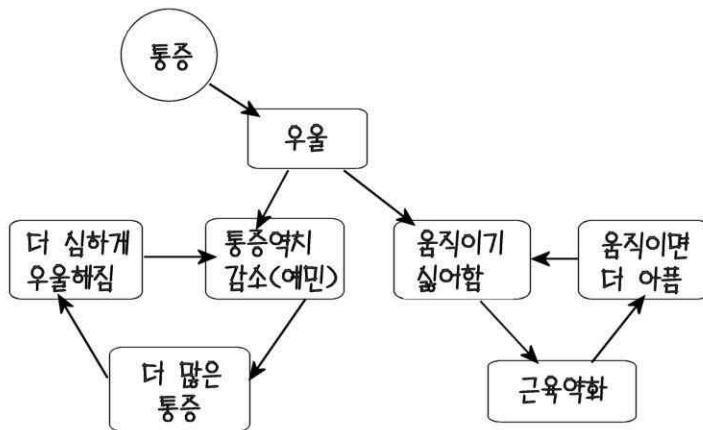 통증
우울
더 심하게
우울해짐
통증역치
감소(예민)
움직이기
싫어함
움직이면
더 아픔
더 많은
통증
근육약화